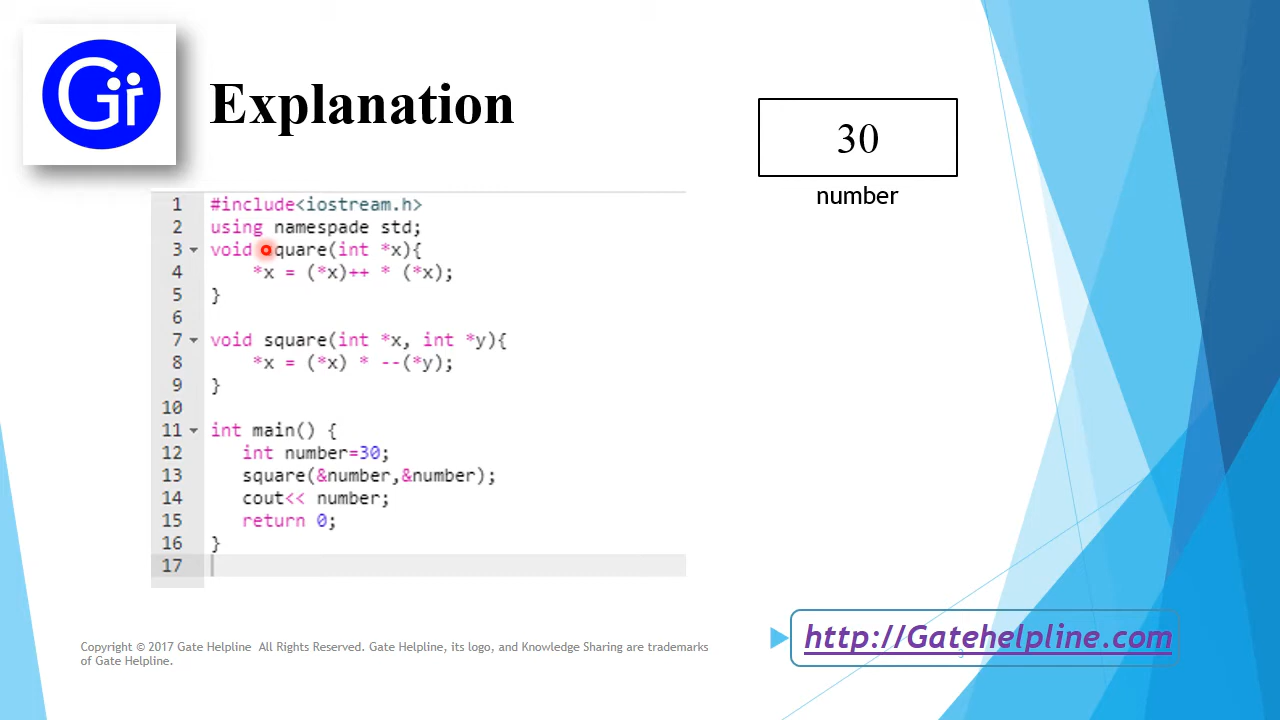 Gir
Explanation
30
number
1 #include<iostream.h>
2 using namespade std;
3 void square(int *x){
4 *x = (*x)++ * (*x);
5 }
6
7 void square(int *x, int *y){
8 *x = (*x) * --(*y);
9 }
10
11 int main() {
12 int number=30;
13 square(&number,&number);
14 cout<< number;
15 return 0;
16 }
17
Copyright © 2017 Gate Helpline All Rights Reserved. Gate Helpline, its logo, and Knowledge Sharing are trademarks
of Gate Helpline.
http://Gatehelpline.com
3